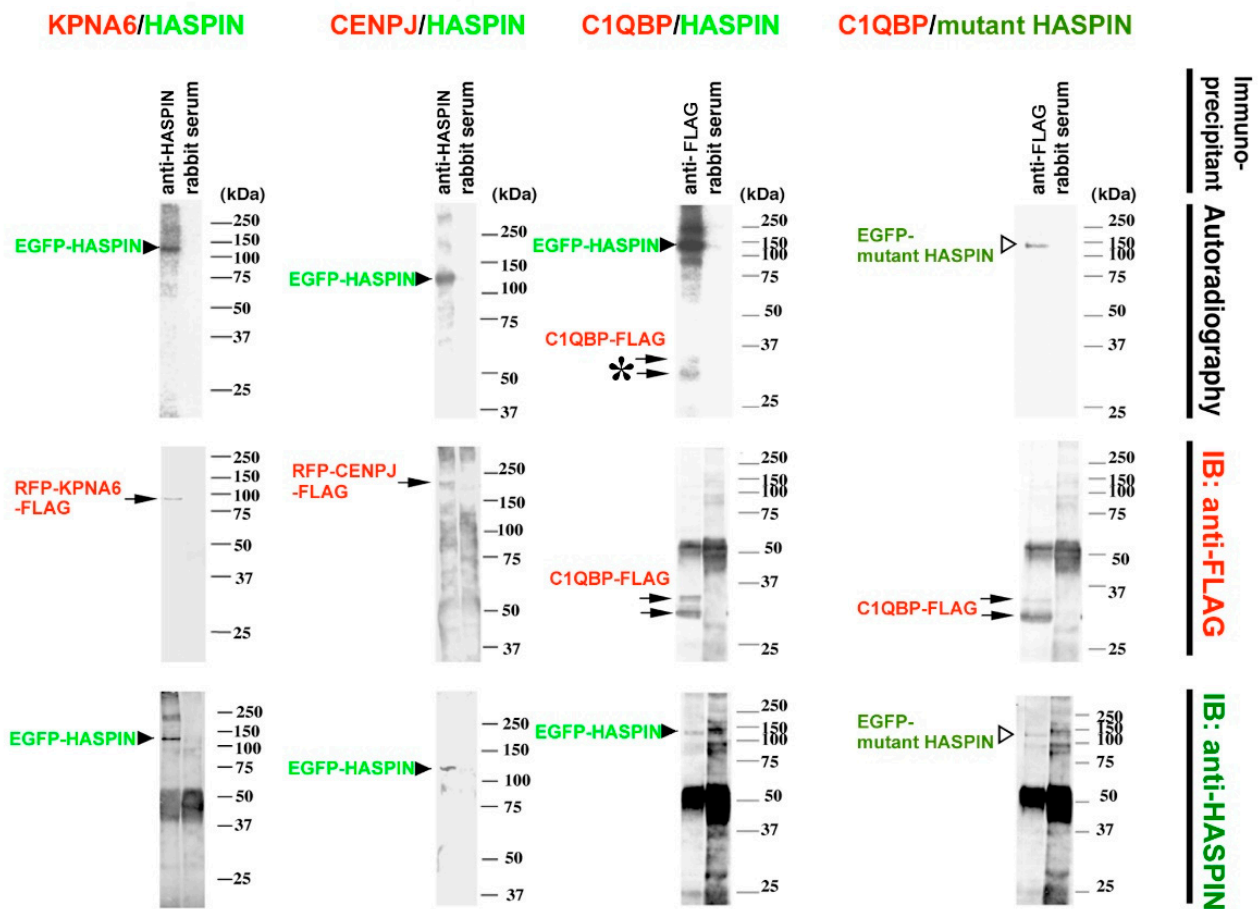 KPNA6/HASPIN
CENPJ/HASPIN
C1QBP/HASPIN
C1QBP/mutant HASPIN
Immuno-
precipitant
anti-HASPIN
rabbit serum
(kDa)
anti-HASPIN
rabbit serum
(kDa)
anti-FLAG
rabbit serum
(kDa)
anti-FLAG
rabbit serum
(kDa)
Autoradiography
EGFP-HASPIN
250
150
100
75
50
37
25
EGFP-HASPIN
250
150
100
75
50
37
EGFP-HASPIN
C1QBP-FLAG
*
250
150
100
75
37
25
EGFP-
mutant HASPIN
250
150
100
75
50
37
25
IB: anti-FLAG
RFP-KPNA6
-FLAG
250
150
100
75
50
37
25
RFP-CENPJ
-FLAG
250
150
100
75
50
37
C1QBP-FLAG
250
150
100
75
50
37
25
C1QBP-FLAG
250
150
100
75
50
37
25
IB: anti-HASPIN
EGFP-HASPIN
250
150
100
75
50
37
25
EGFP-HASPIN
250
150
100
75
50
37
EGFP-HASPIN
250
150
100
75
50
37
25
EGFP-
mutant HASPIN
250
150
100
75
50
37
25